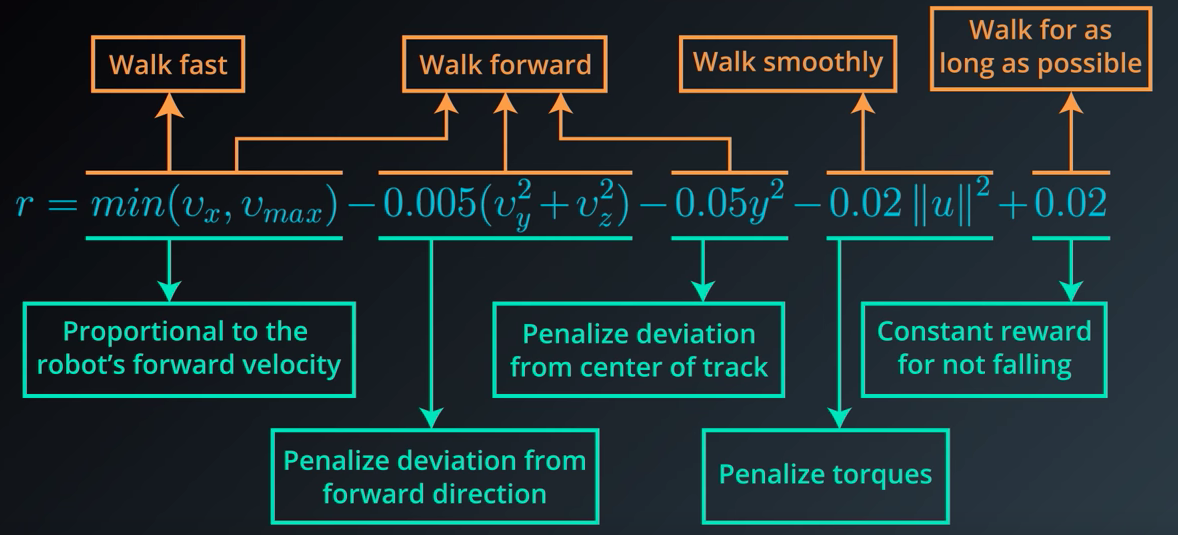 Walk fast
Walk forward
Walk smoothly
Walk for as
long as possible
r = min(v_x, v_{max}) − 0.005(v_y^2 + v_z^2) − 0.05y^2 − 0.02 ‖u‖^2 + 0.02
Proportional to the
robot’s forward velocity
Penalize deviation
from center of track
Constant reward
for not falling
Penalize deviation from
forward direction
Penalize torques